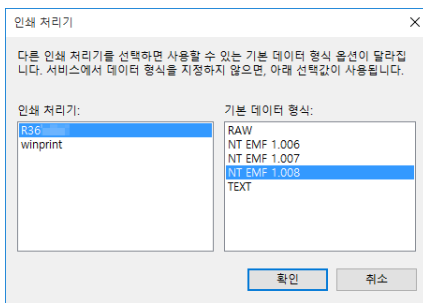 인쇄 처리기
다른 인쇄 처리기를 선택하면 사용할 수 있는 기본 데이터 형식 옵션이 달라집
니다. 서비스에서 데이터 형식을 지정하지 않으면, 아래 선택값이 사용됩니다.
인쇄 처리기:
R36
winprint
기본 데이터 형식:
RAW
NT EMF 1.006
NT EMF 1.007
NT EMF 1.008
TEXT
확인
취소